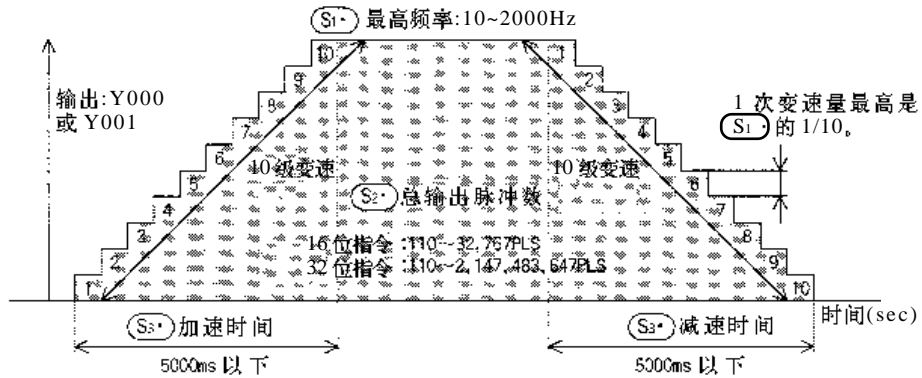 S1· 最高频率:10~2000Hz
输出:Y000
或 Y001
1 2 3 4 5 6 7 8 9 10
1 2 3 4 5 6 7 8 9 10
10 级变速
10 级变速
1 次变速量最高是
S1· 的 1/10。
S2· 总输出脉冲数
16 位指令:110~32,767PLS
32 位指令:110~2,147,483,647PLS
S3· 加速时间
S3· 减速时间
时间(sec)
5000ms 以下
5000ms 以下